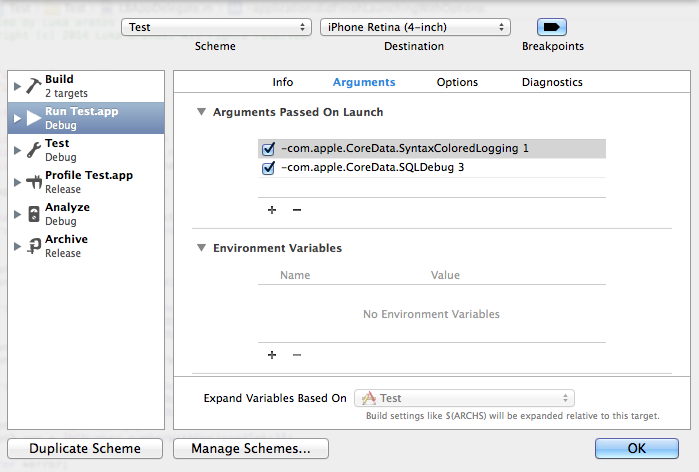 Test
iPhone Retina (4-inch)
Scheme
Destination
Breakpoints
Build
2 targets
Run Test.app
Debug
Test
Debug
Profile Test.app
Release
Analyze
Debug
Archive
Release
Info
Arguments
Options
Diagnostics
Arguments Passed On Launch
-com.apple.CoreData.SyntaxColoredLogging 1
-com.apple.CoreData.SQLDebug 3
Environment Variables
Name
Value
No Environment Variables
Expand Variables Based On
Test
Build settings like $(ARCHS) will be expanded relative to this target.
Duplicate Scheme
Manage Schemes...
OK